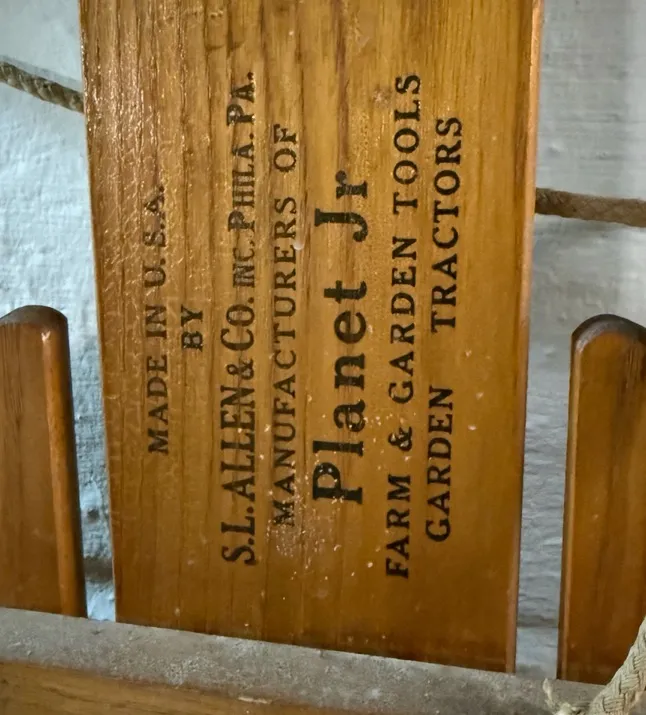 MADE IN U.S.A.
BY
S.L. ALLEN & CO. INC. PHILA. PA.
MANUFACTURERS OF
Planet Jr
FARM & GARDEN TOOLS
GARDEN TRACTORS